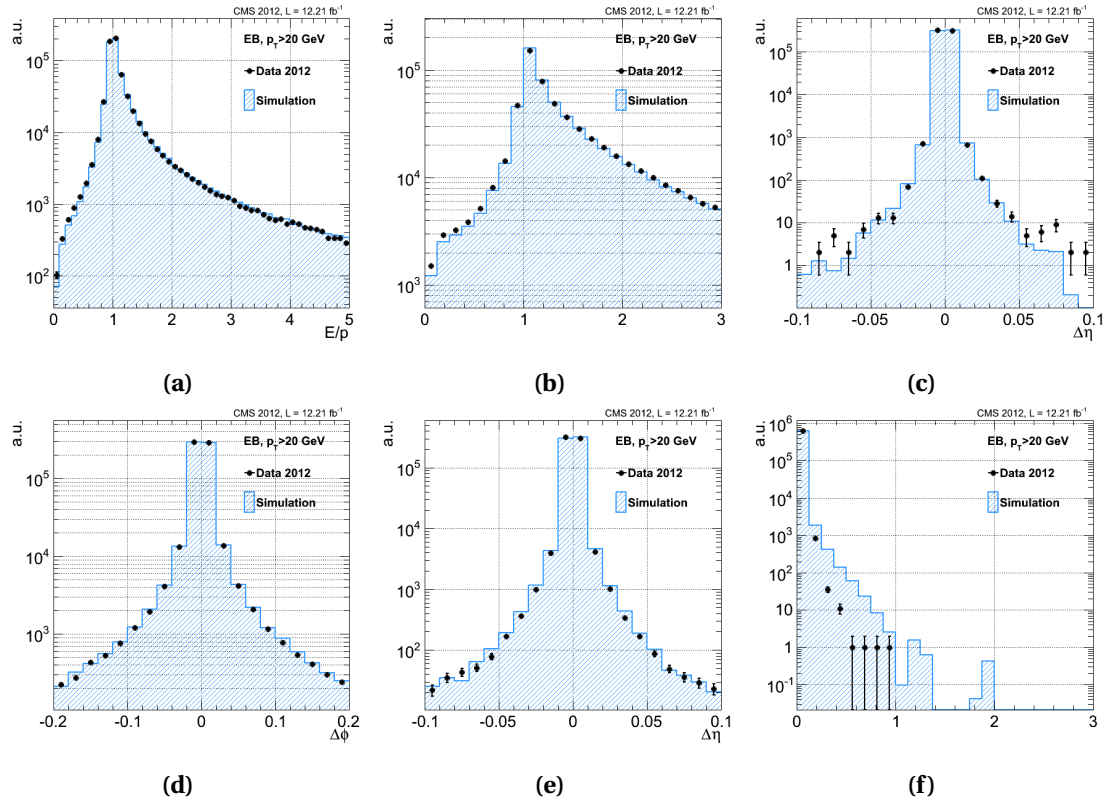 CMS 2012, L = 12.21 fb⁻¹
a.u.
EB, p_T>20 GeV
Data 2012
Simulation
10⁵
10⁴
10³
10²
0 1 2 3 4 5
E/p
(a)
CMS 2012, L = 12.21 fb⁻¹
a.u.
EB, p_T>20 GeV
Data 2012
Simulation
10⁵
10⁴
10³
0 1 2 3
(b)
CMS 2012, L = 12.21 fb⁻¹
a.u.
EB, p_T>20 GeV
Data 2012
Simulation
10⁵
10⁴
10³
10²
10
1
-0.1 -0.05 0 0.05 0.1
Δη
(c)
CMS 2012, L = 12.21 fb⁻¹
a.u.
EB, p_T>20 GeV
Data 2012
Simulation
10⁵
10⁴
10³
-0.2 -0.1 0 0.1 0.2
Δϕ
(d)
CMS 2012, L = 12.21 fb⁻¹
a.u.
EB, p_T>20 GeV
Data 2012
Simulation
10⁵
10⁴
10³
10²
-0.1 -0.05 0 0.05 0.1
Δη
(e)
CMS 2012, L = 12.21 fb⁻¹
a.u.
EB, p_T>20 GeV
Data 2012
Simulation
10⁶
10⁵
10⁴
10³
10²
10
1
10⁻¹
0 1 2 3
(f)